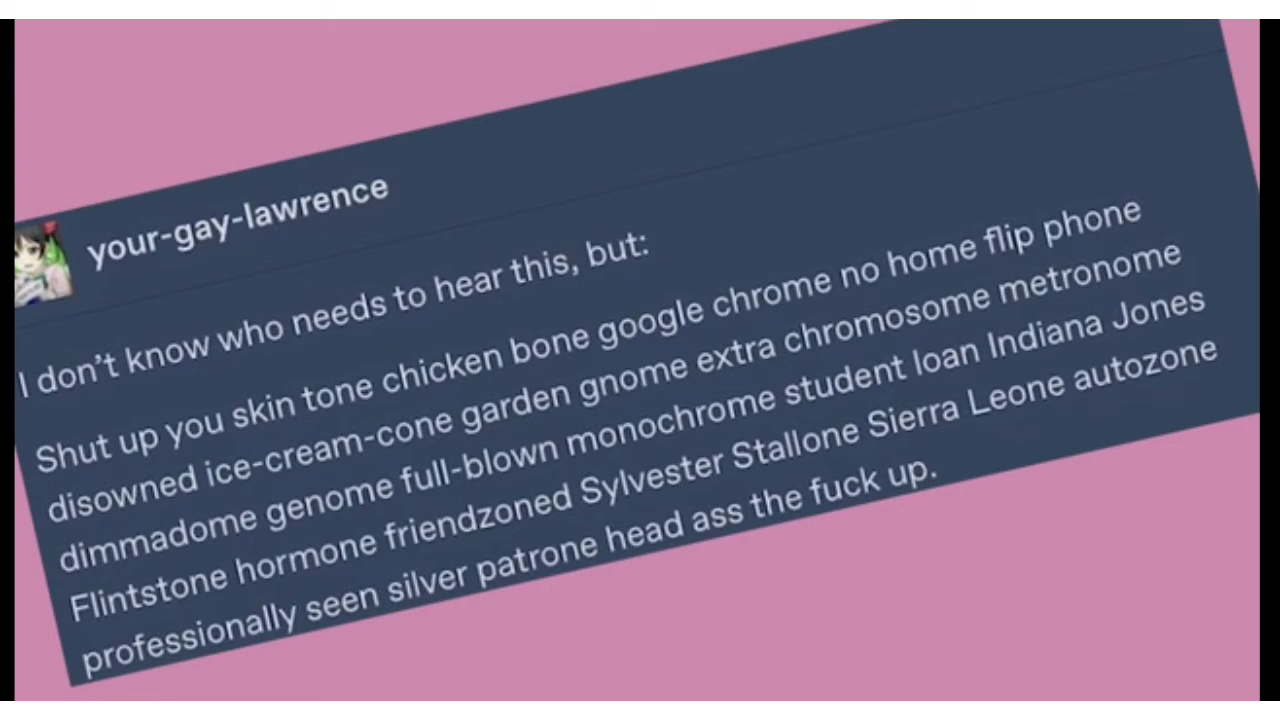 your-gay-lawrence
I don't know who needs to hear this, but:
Shut up you skin tone chicken bone google chrome no home flip phone
disowned ice-cream-cone garden gnome extra chromosome metronome
dimmadome genome full-blown monochrome student loan Indiana Jones
Flintstone hormone friendzoned Sylvester Stallone Sierra Leone autozone
professionally seen silver patrone head ass the fuck up.